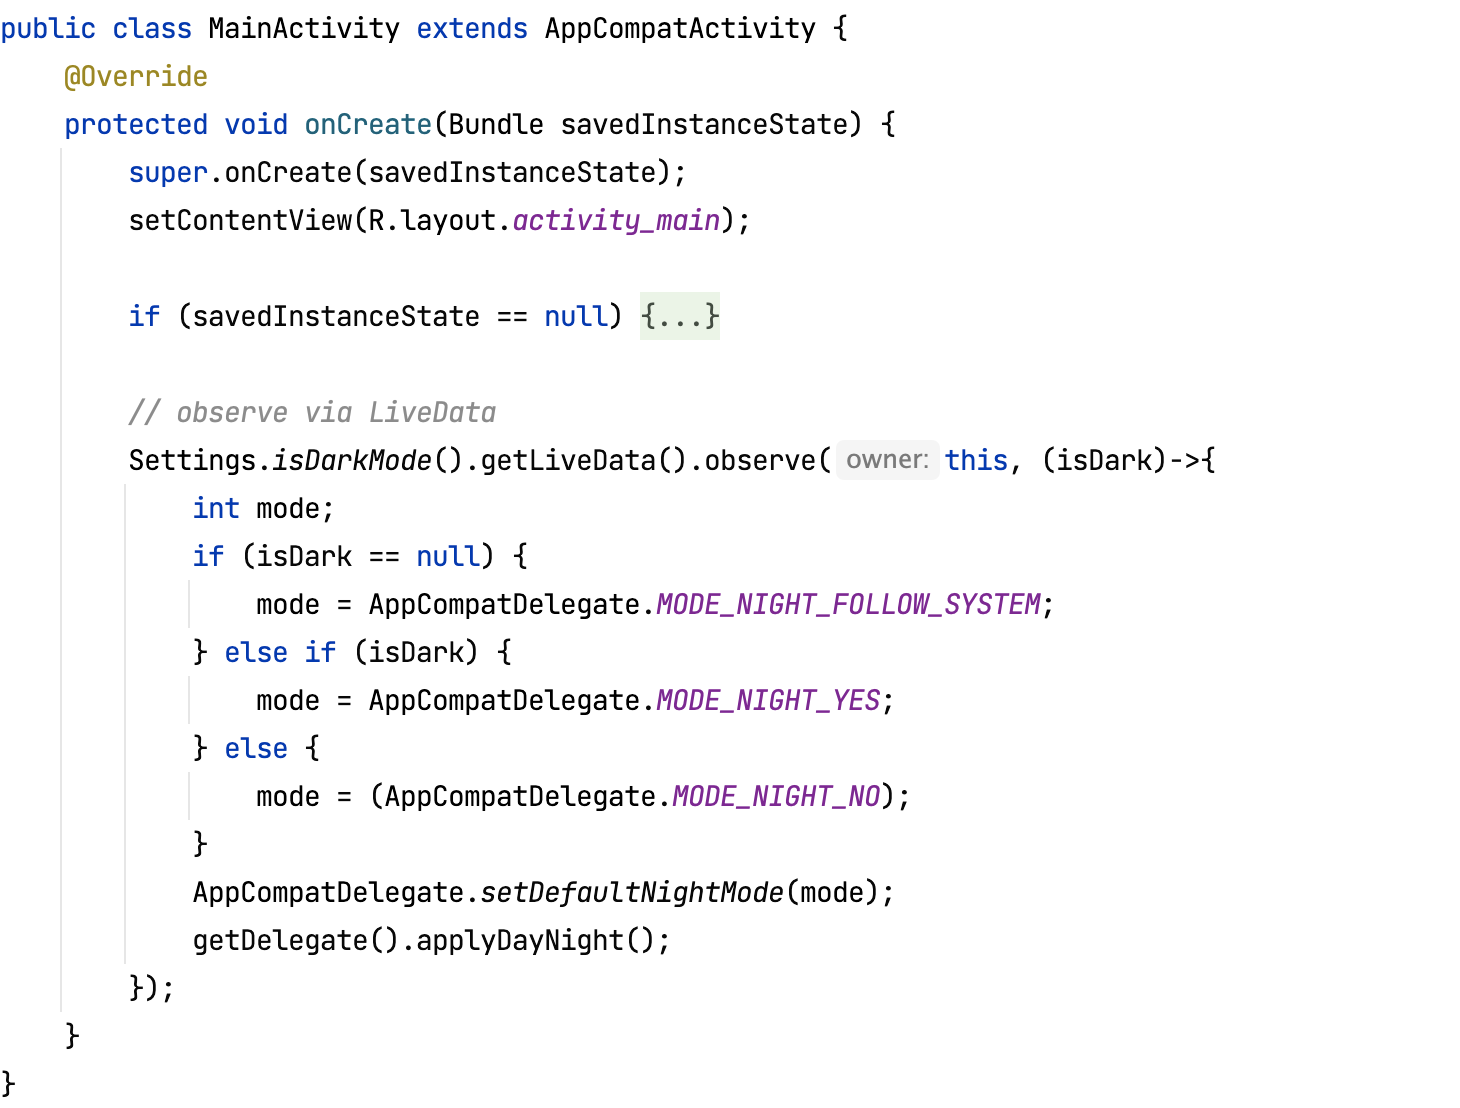 public class MainActivity extends AppCompatActivity {
    @Override
    protected void onCreate(Bundle savedInstanceState) {
        super.onCreate(savedInstanceState);
        setContentView(R.layout.activity_main);

        if (savedInstanceState == null) {...}

        // observe via LiveData
        Settings.isDarkMode().getLiveData().observe( owner: this, (isDark)->{
            int mode;
            if (isDark == null) {
                mode = AppCompatDelegate.MODE_NIGHT_FOLLOW_SYSTEM;
            } else if (isDark) {
                mode = AppCompatDelegate.MODE_NIGHT_YES;
            } else {
                mode = (AppCompatDelegate.MODE_NIGHT_NO);
            }
            AppCompatDelegate.setDefaultNightMode(mode);
            getDelegate().applyDayNight();
        });
    }
}